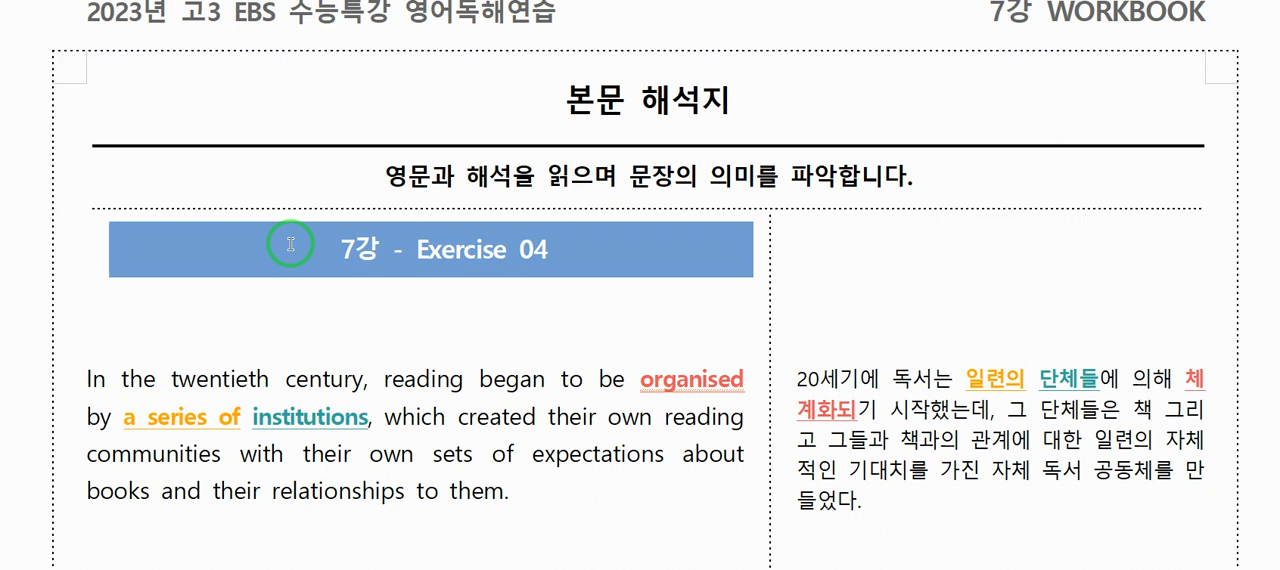 2023년 고3 EBS 수능특강 영어독해연습
7강 WORKBOOK
본문 해석지
영문과 해석을 읽으며 문장의 의미를 파악합니다.
7강 - Exercise 04
In the twentieth century, reading began to be organised
by a series of institutions, which created their own reading
communities with their own sets of expectations about
books and their relationships to them.
20세기에 독서는 일련의 단체들에 의해 체
계화되기 시작했는데, 그 단체들은 책 그리
고 그들과 책과의 관계에 대한 일련의 자체
적인 기대치를 가진 자체 독서 공동체를 만
들었다.